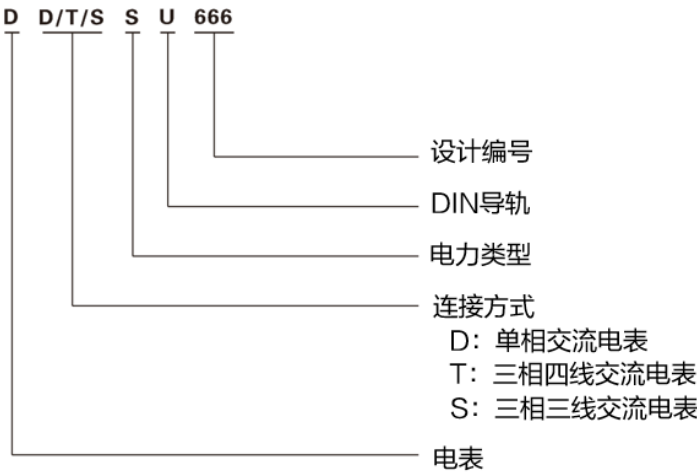 D D/T/S S U 666
设计编号
DIN导轨
电力类型
连接方式
D：单相交流电表
T：三相四线交流电表
S：三相三线交流电表
电表